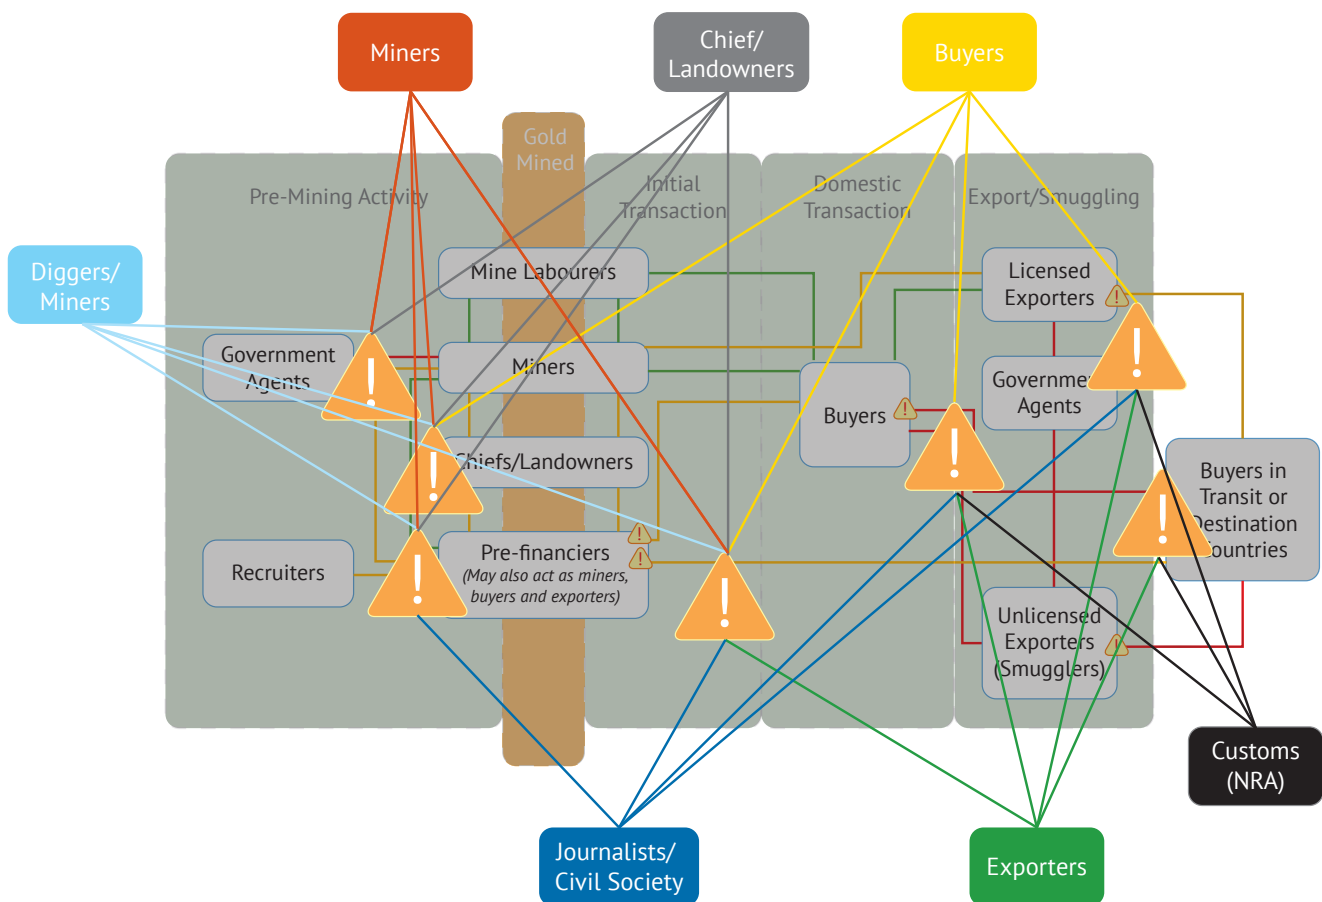 Miners
Chief/
Landowners
Buyers
Gold
Mined
Pre-Mining Activity
Initial
Transaction
Domestic
Transaction
Export/Smuggling
Diggers/
Miners
Mine Labourers
Licensed
Exporters
!
Government
Agents
!
Miners
Government
Agents
!
Buyers
!
!
Chiefs/Landowners
!
Buyers in
Transit or
Destination
Countries
!
Recruiters
!
Pre-financiers
(May also act as miners,
buyers and exporters)
!
!
!
Unlicensed
Exporters
(Smugglers)
!
Customs
(NRA)
Journalists/
Civil Society
Exporters